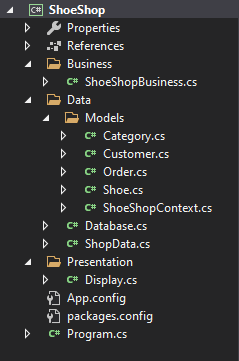 C# ShoeShop
Properties
References
Business
C# ShoeShopBusiness.cs
Data
Models
C# Category.cs
C# Customer.cs
C# Order.cs
C# Shoe.cs
C# ShoeShopContext.cs
C# Database.cs
C# ShopData.cs
Presentation
C# Display.cs
App.config
packages.config
C# Program.cs